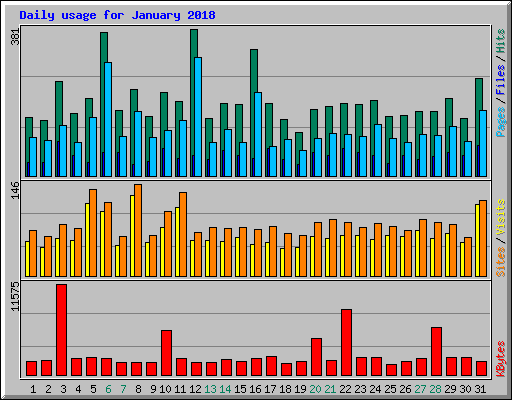 Daily usage for January 2018
381
Pages / Files / Hits
146
Sites / Visits
11575
KBytes
1 2 3 4 5 6 7 8 9 10 11 12 13 14 15 16 17 18 19 20 21 22 23 24 25 26 27 28 29 30 31